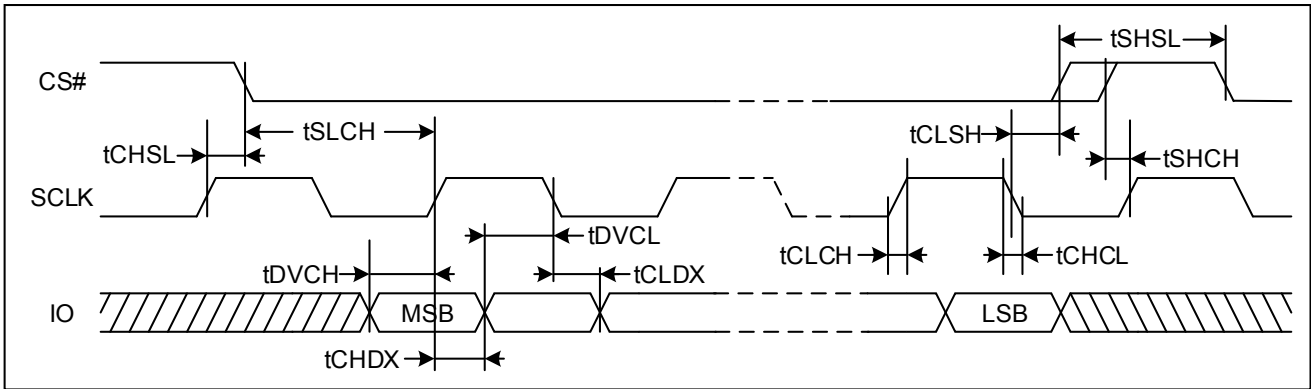 tSHSL
CS#
tSLCH
tCLSH
tCHSL
tSHCH
SCLK
tDVCL
tCLCH
tCHCL
tDVCH
tCLDX
IO
MSB
LSB
tCHDX